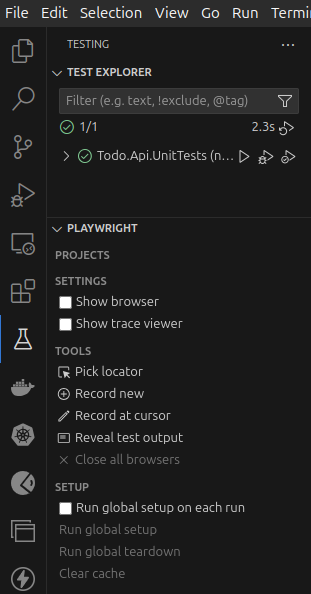 File Edit Selection View Go Run Termin
TESTING
TEST EXPLORER
Filter (e.g. text, !exclude, @tag)
1/1 2.3s
Todo.Api.UnitTests (n...
PLAYWRIGHT
PROJECTS
SETTINGS
Show browser
Show trace viewer
TOOLS
Pick locator
Record new
Record at cursor
Reveal test output
Close all browsers
SETUP
Run global setup on each run
Run global setup
Run global teardown
Clear cache